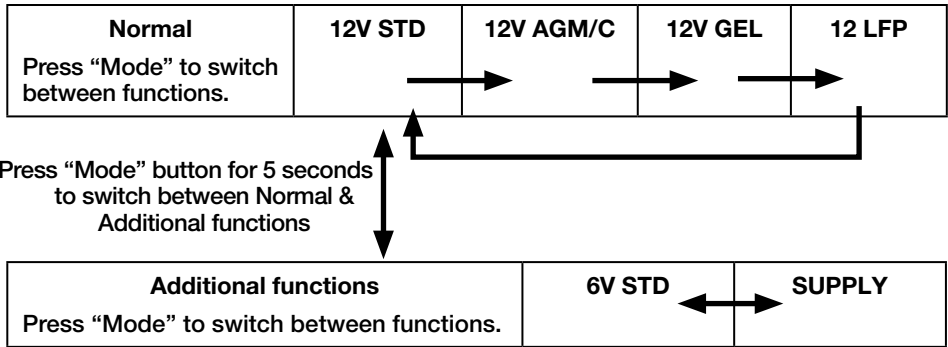 Normal
Press “Mode” to switch
between functions.
12V STD
12V AGM/C
12V GEL
12 LFP
Press “Mode” button for 5 seconds
to switch between Normal &
Additional functions
Additional functions
Press “Mode” to switch between functions.
6V STD
SUPPLY